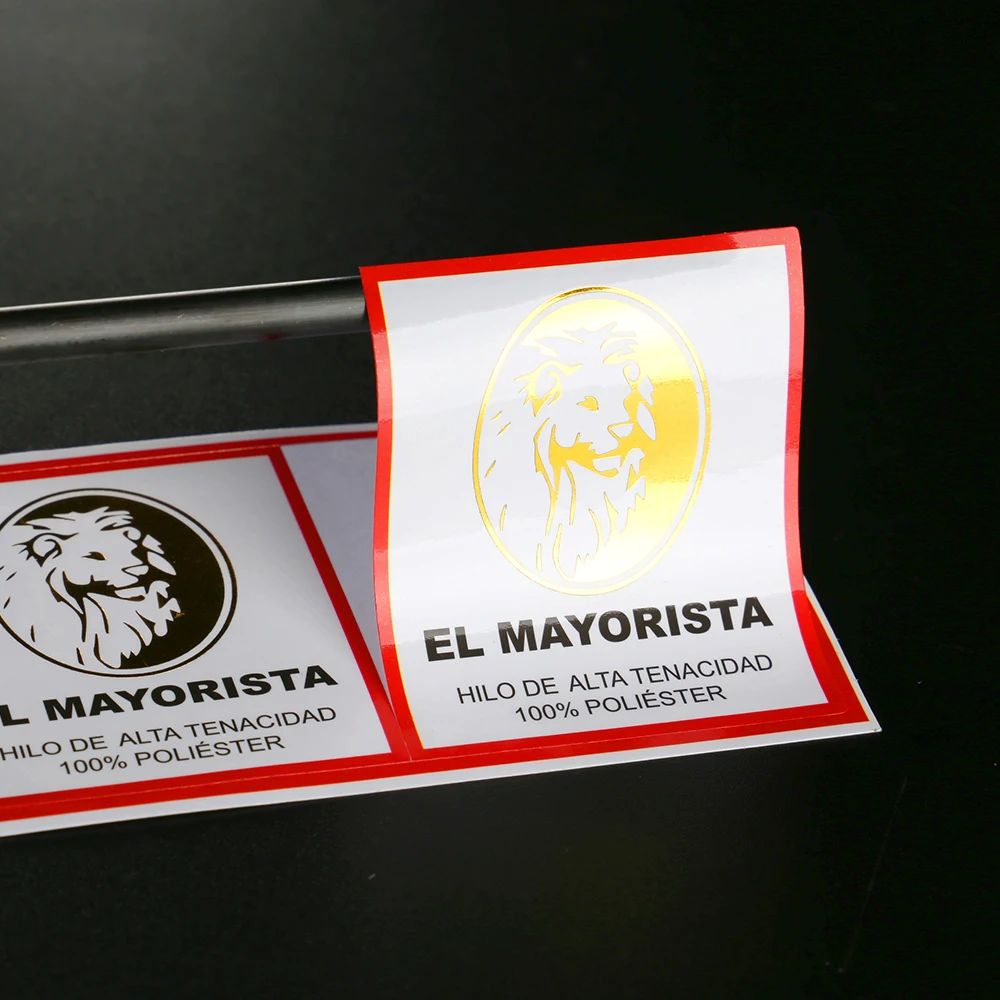 EL MAYORISTA
HILO DE ALTA TENACIDAD
100% POLIÉSTER
L MAYORISTA
HILO DE ALTA TENACIDAD
100% POLIÉSTER